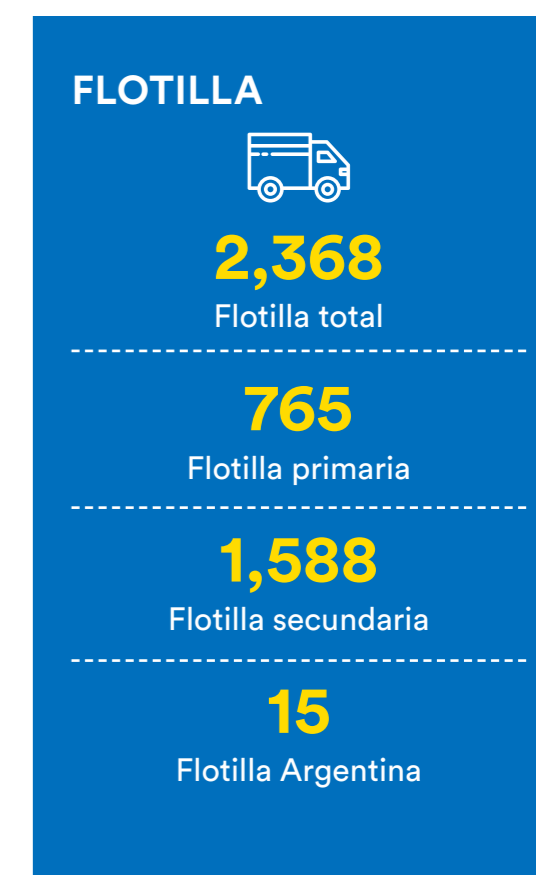 FLOTILLA
2,368
Flotilla total
765
Flotilla primaria
1,588
Flotilla secundaria
15
Flotilla Argentina